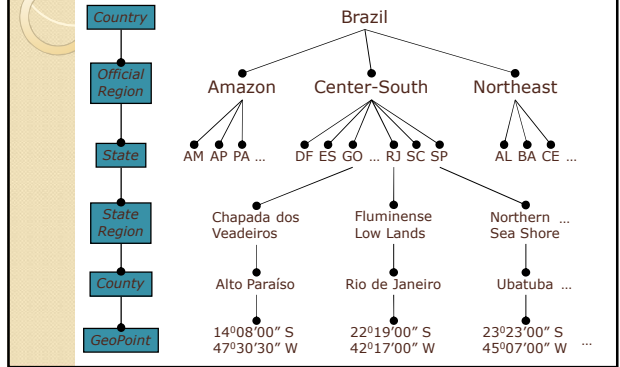 Country
Brazil
Official
Region
Amazon Center-South Northeast
State
AM AP PA ... DF ES GO ... RJ SC SP AL BA CE ...
State
Region
Chapada dos
Veadeiros
Fluminense
Low Lands
Northern ...
Sea Shore
County
Alto Paraíso Rio de Janeiro Ubatuba ...
GeoPoint
14⁰08’00” S 22⁰19’00” S 23⁰23’00” S
47⁰30’30” W 42⁰17’00” W 45⁰07’00” W ...